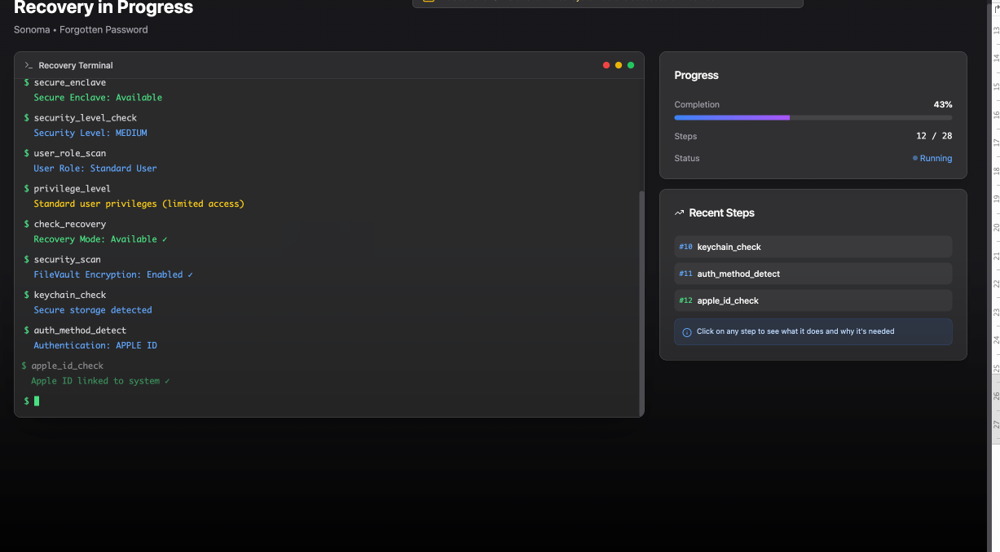 Recovery in Progress
Sonoma • Forgotten Password
>_ Recovery Terminal
$ secure_enclave
Secure Enclave: Available
$ security_level_check
Security Level: MEDIUM
$ user_role_scan
User Role: Standard User
$ privilege_level
Standard user privileges (limited access)
$ check_recovery
Recovery Mode: Available ✓
$ security_scan
FileVault Encryption: Enabled ✓
$ keychain_check
Secure storage detected
$ auth_method_detect
Authentication: APPLE ID
$ apple_id_check
Apple ID linked to system ✓
$
Progress
Completion 43%
Steps 12 / 28
Status Running
Recent Steps
#10 keychain_check
#11 auth_method_detect
#12 apple_id_check
Click on any step to see what it does and why it's needed
13
14
15
16
17
18
19
20
21
22
23
24
25
26
27